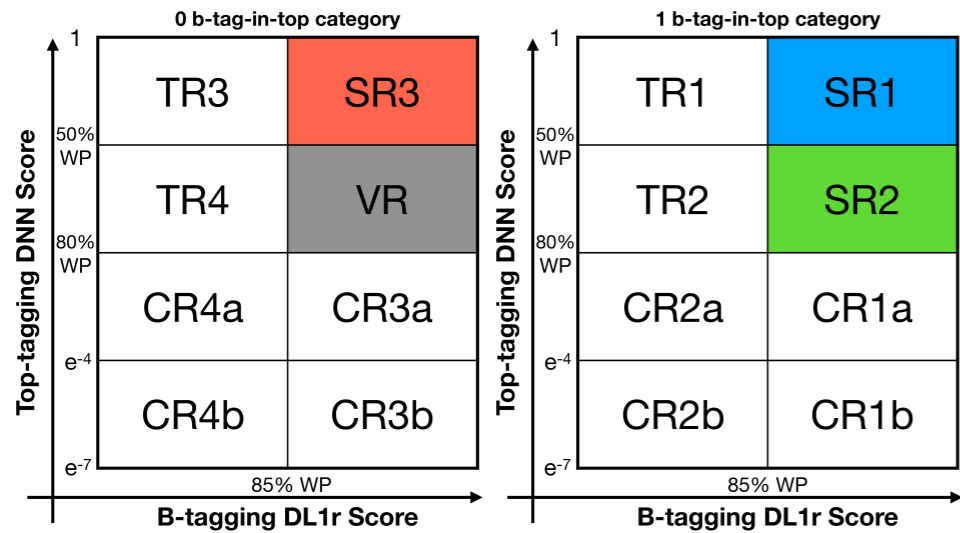 0 b-tag-in-top category
1
TR3
SR3
50%
WP
TR4
VR
80%
WP
CR4a
CR3a
e-4
CR4b
CR3b
e-7
85% WP
B-tagging DL1r Score
Top-tagging DNN Score
1 b-tag-in-top category
1
TR1
SR1
50%
WP
TR2
SR2
80%
WP
CR2a
CR1a
e-4
CR2b
CR1b
e-7
85% WP
B-tagging DL1r Score
Top-tagging DNN Score